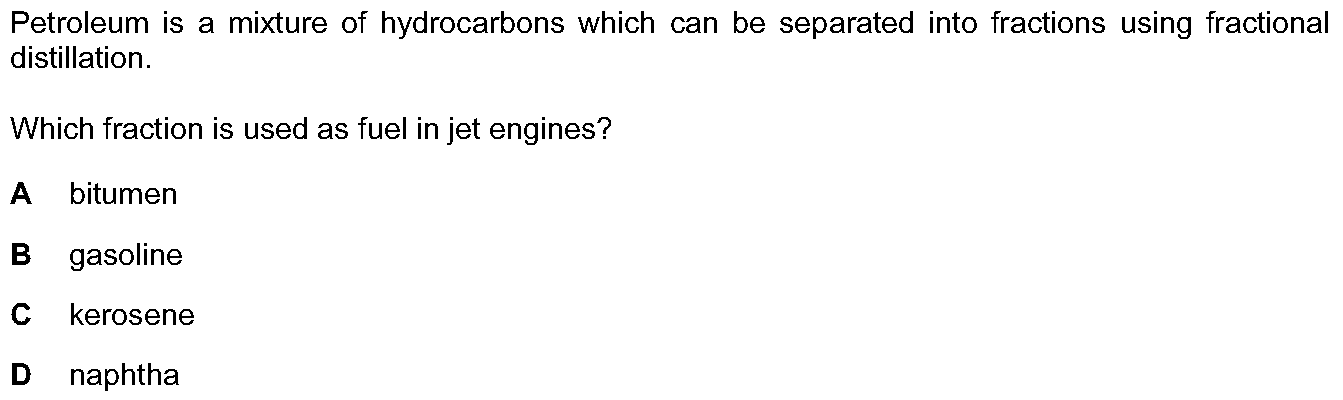 Petroleum is a mixture of hydrocarbons which can be separated into fractions using fractional
distillation.
Which fraction is used as fuel in jet engines?
A bitumen
B gasoline
C kerosene
D naphtha